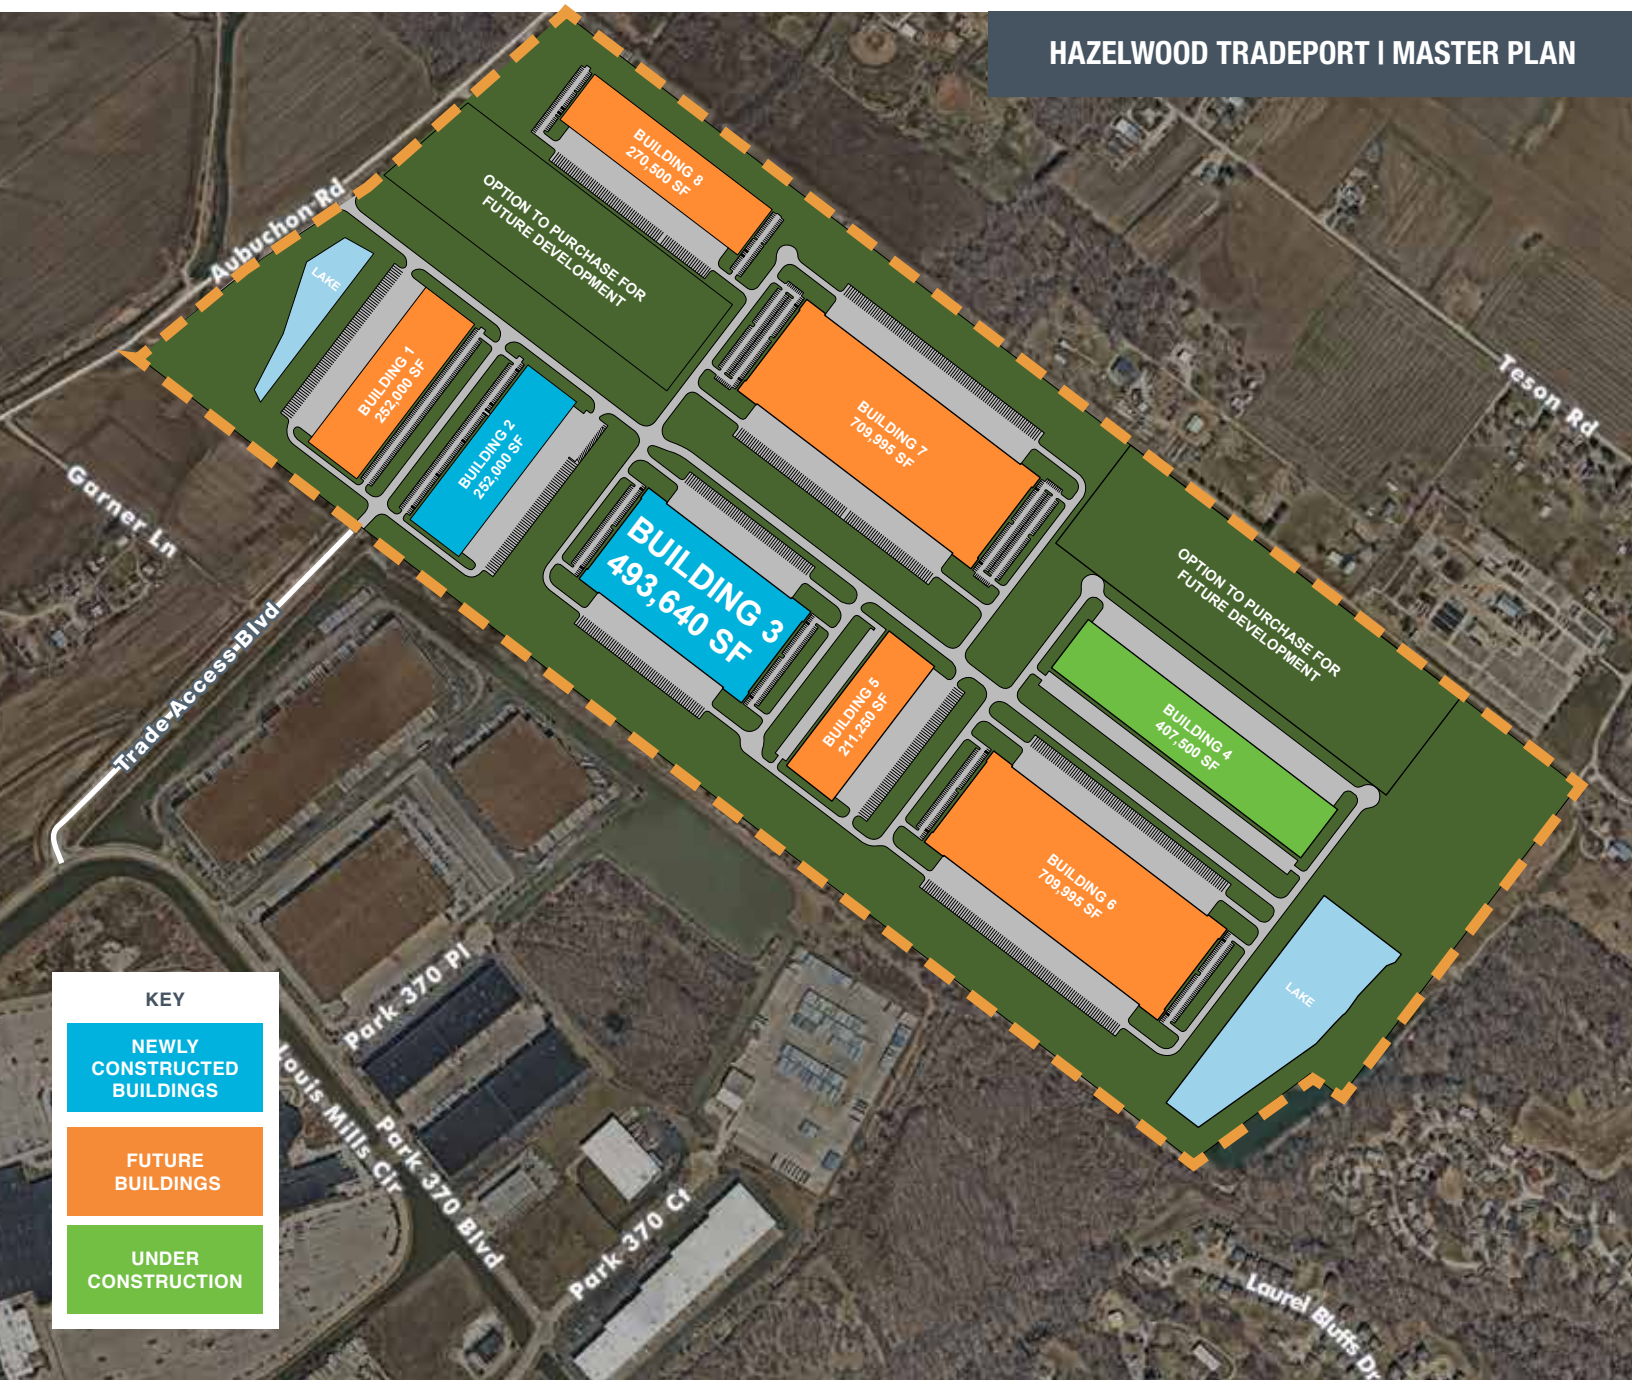 HAZELWOOD TRADEPORT | MASTER PLAN
BUILDING 8
270,500 SF
OPTION TO PURCHASE FOR
FUTURE DEVELOPMENT
Aubuchon Rd
LAKE
BUILDING 1
252,000 SF
BUILDING 2
252,000 SF
BUILDING 7
709,995 SF
Teson Rd
Garner Ln
BUILDING 3
493,640 SF
OPTION TO PURCHASE FOR
FUTURE DEVELOPMENT
Trade Access Blvd
BUILDING 5
211,250 SF
BUILDING 4
407,500 SF
BUILDING 6
709,995 SF
LAKE
Park 370 Pl
Louis Mills Cir
Park 370 Blvd
Park 370 Ct
Laurel Bluffs Dr
KEY
NEWLY
CONSTRUCTED
BUILDINGS
FUTURE
BUILDINGS
UNDER
CONSTRUCTION